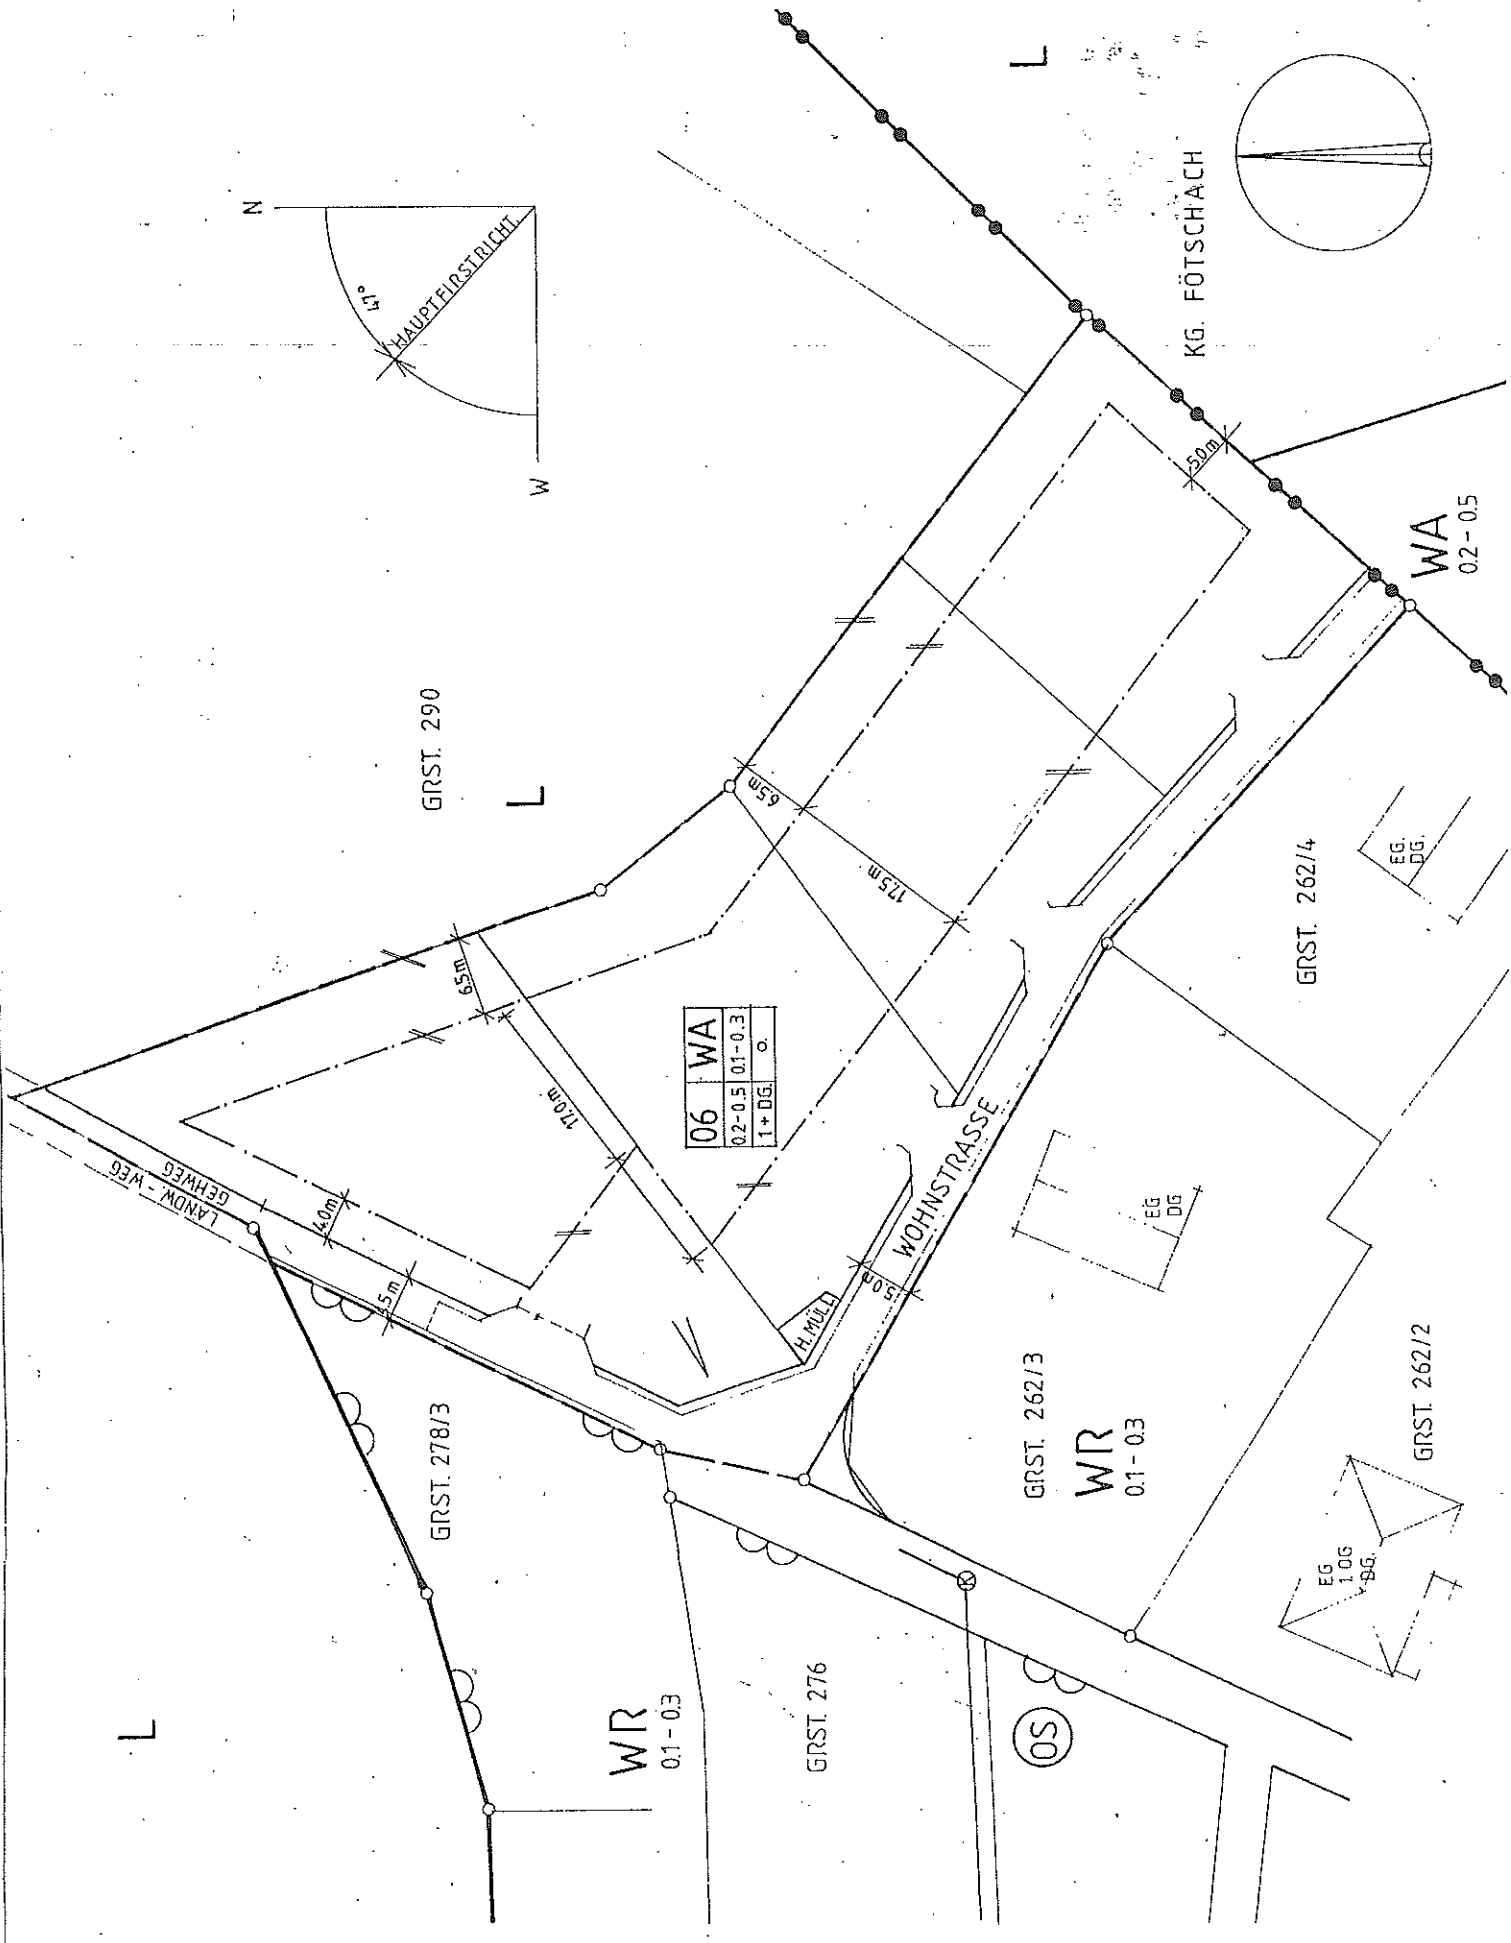 L
N
47°
HAUPTFIRSTRICHT.
W
KG. FÖTSCHACH
GRST. 290
L
LANDW. - WEG
GEHWEG
4.0m
6.5m
17.0m
6.5m
17.5 m
5.0m
06 WA
0.2-0.5 0.1-0.3
1+DG. o.
WA
0.2-0.5
WOHNSTRASSE
5.0m
H. MÜLL
GRST. 278/3
GRST. 262/4
EG.
DG.
EG
DG
GRST. 262/3
WR
0.1-0.3
GRST. 262/2
EG
1.OG
DG.
L
WR
0.1-0.3
GRST. 276
K
OS